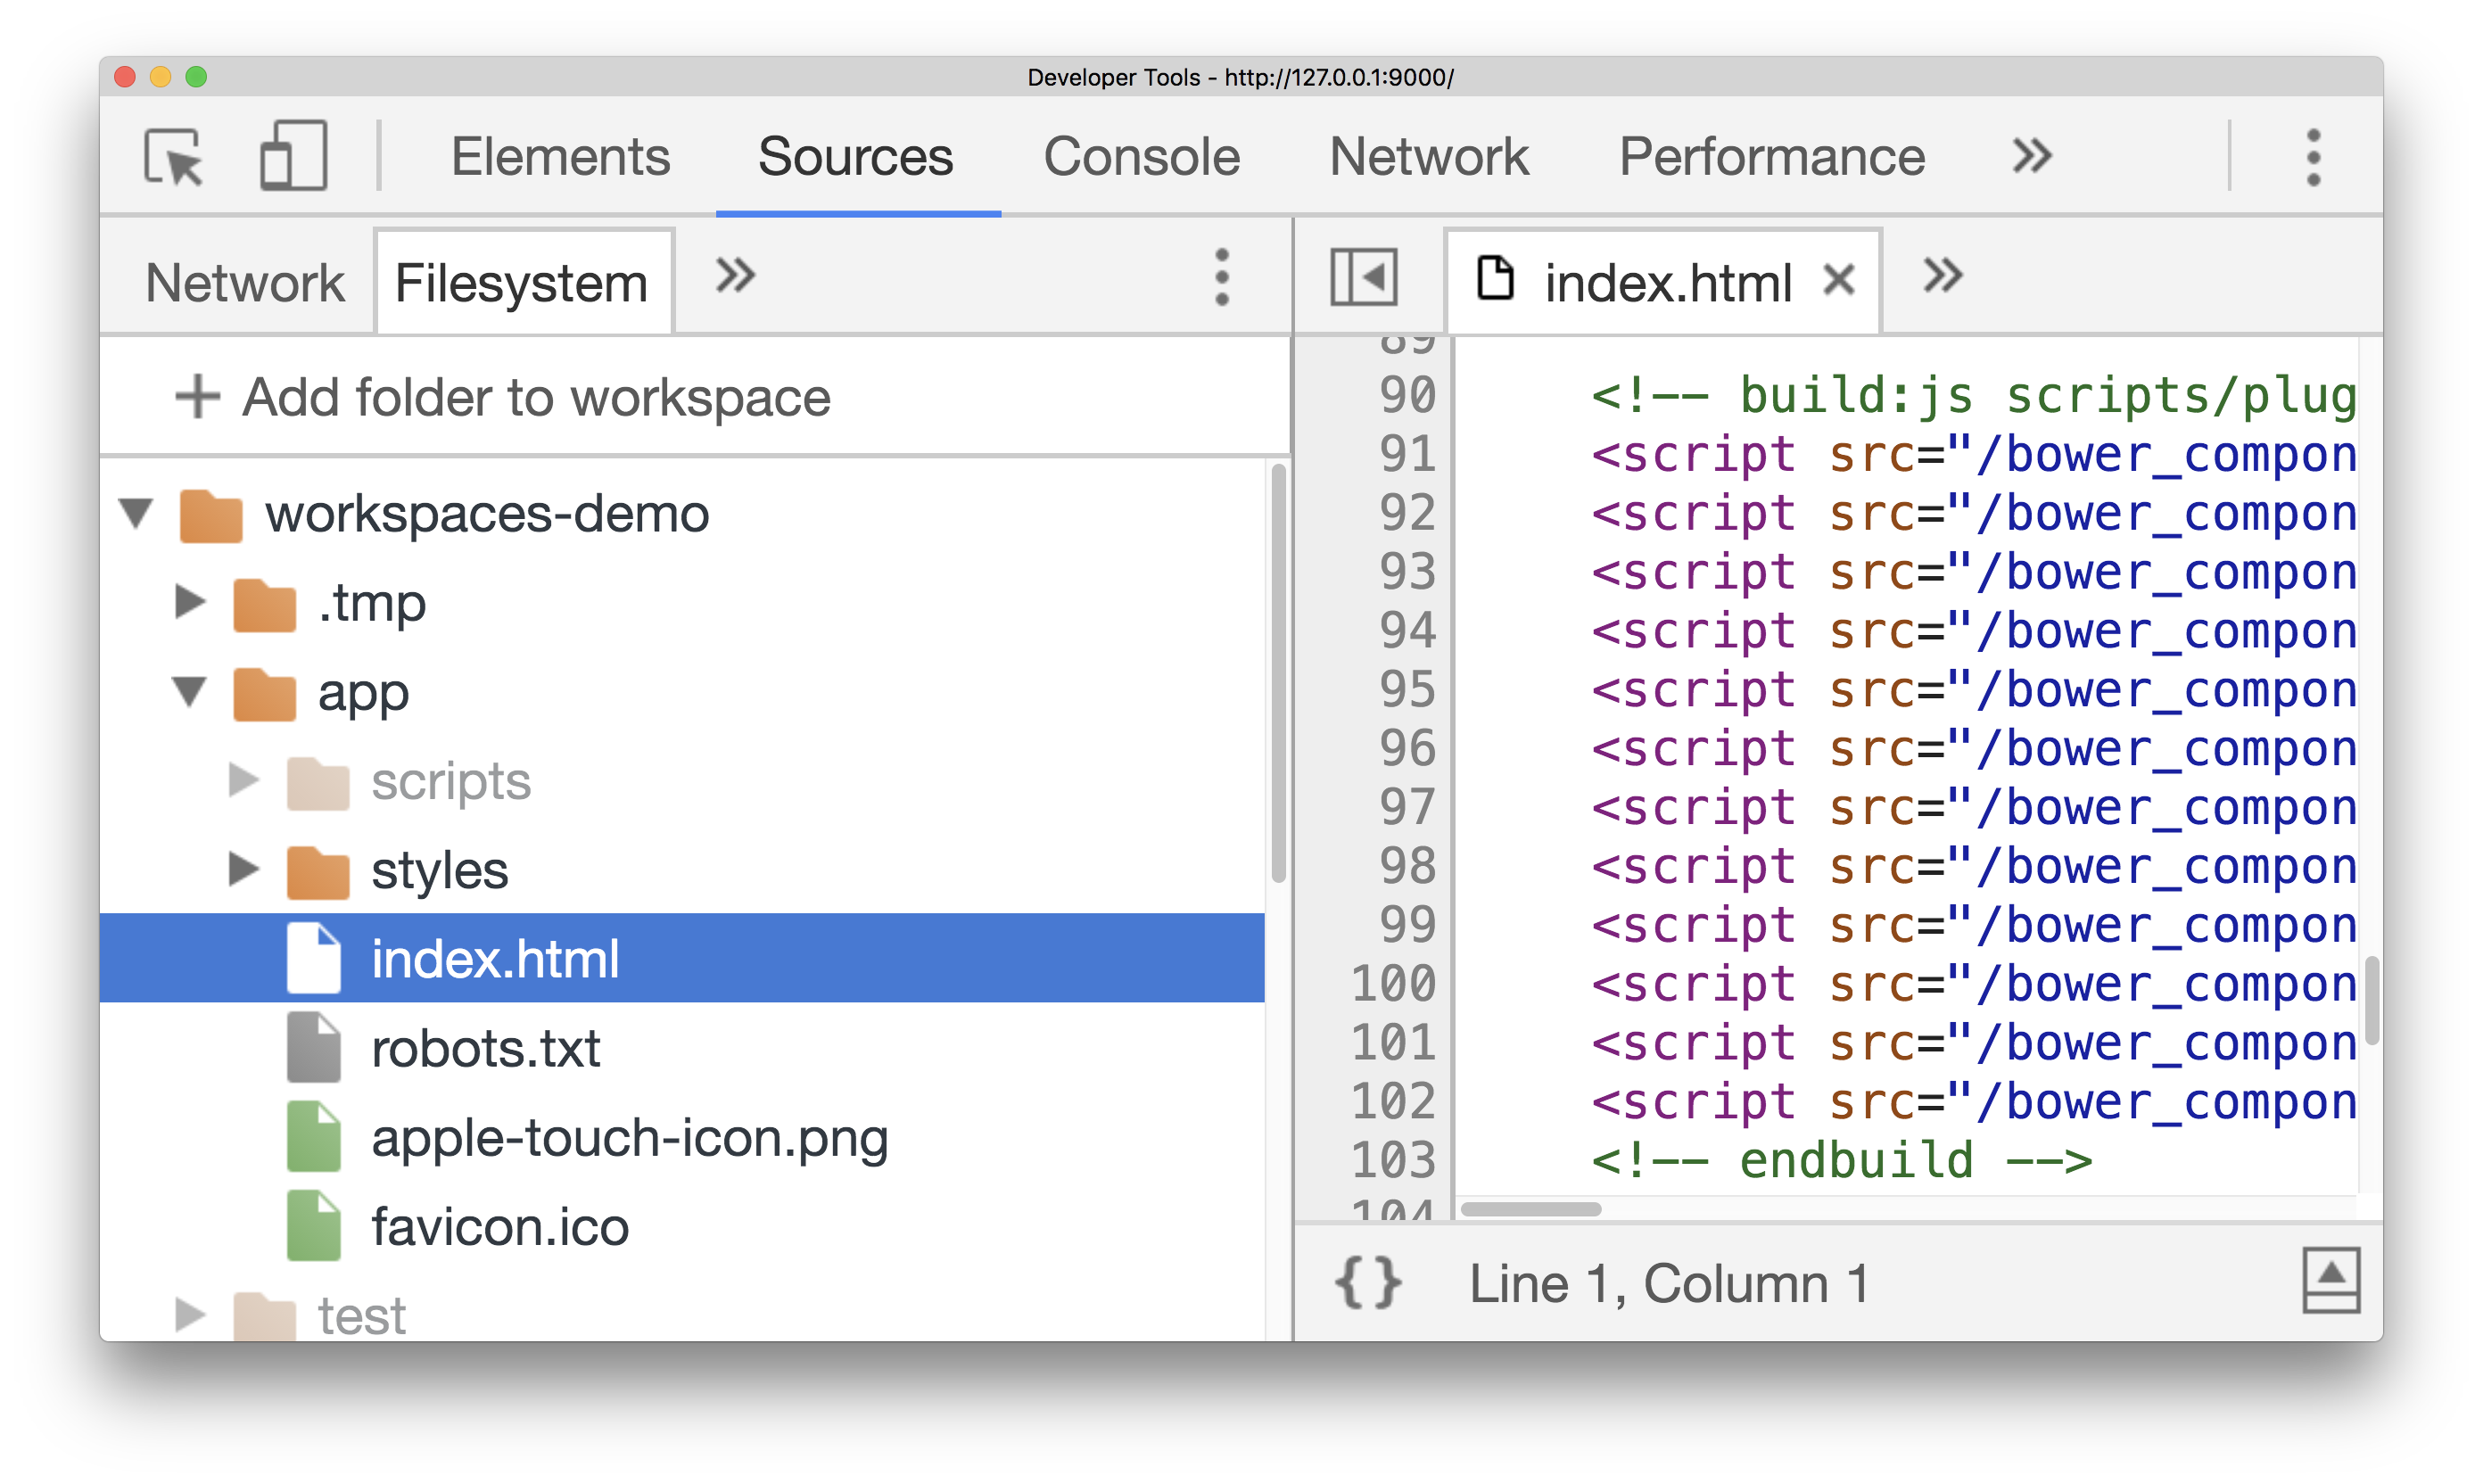 Developer Tools - http://127.0.0.1:9000/
Elements Sources Console Network Performance
Network Filesystem
Add folder to workspace
workspaces-demo
.tmp
app
scripts
styles
index.html
robots.txt
apple-touch-icon.png
favicon.ico
test
index.html
89
90 <!-- build:js scripts/plug
91 <script src="/bower_compon
92 <script src="/bower_compon
93 <script src="/bower_compon
94 <script src="/bower_compon
95 <script src="/bower_compon
96 <script src="/bower_compon
97 <script src="/bower_compon
98 <script src="/bower_compon
99 <script src="/bower_compon
100 <script src="/bower_compon
101 <script src="/bower_compon
102 <script src="/bower_compon
103 <!-- endbuild -->
104
{ } Line 1, Column 1